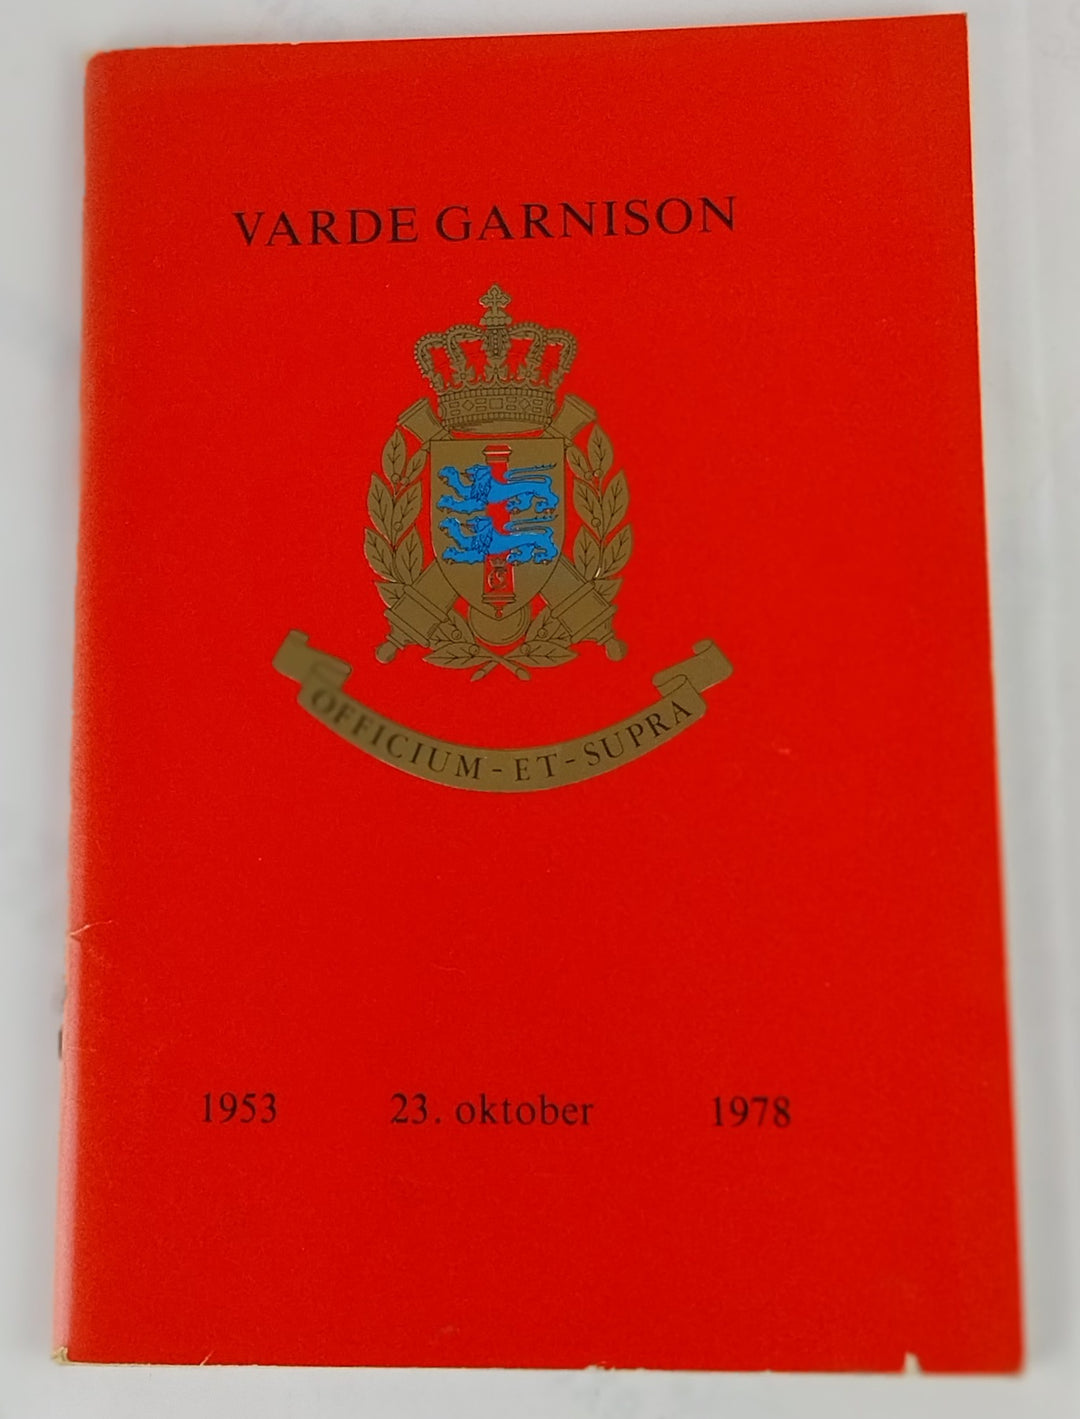 VARDE GARNISON
OFFICIUM-ET-SUPRA
1953 23. oktober 1978